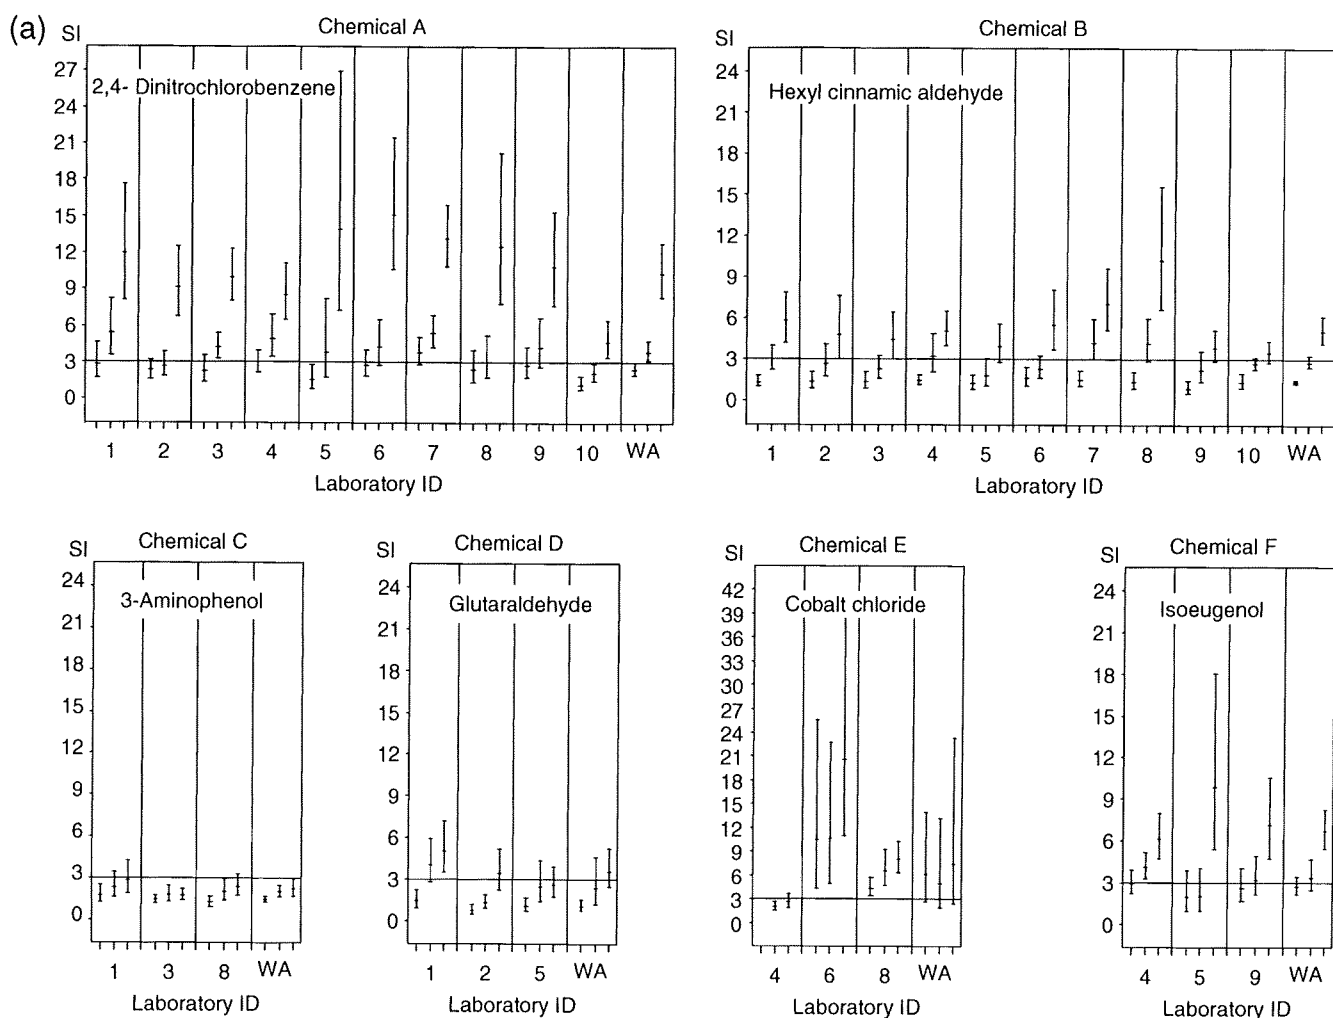 (a)
SI
Chemical A
27
24
21
18
15
12
9
6
3
0
2,4- Dinitrochlorobenzene
1 2 3 4 5 6 7 8 9 10 WA
Laboratory ID
SI
Chemical B
24
21
18
15
12
9
6
3
0
Hexyl cinnamic aldehyde
1 2 3 4 5 6 7 8 9 10 WA
Laboratory ID
SI
Chemical C
24
21
18
15
12
9
6
3
0
3-Aminophenol
1 3 8 WA
Laboratory ID
SI
Chemical D
24
21
18
15
12
9
6
3
0
Glutaraldehyde
1 2 5 WA
Laboratory ID
SI
Chemical E
42
39
36
33
30
27
24
21
18
15
12
9
6
3
0
Cobalt chloride
4 6 8 WA
Laboratory ID
SI
Chemical F
24
21
18
15
12
9
6
3
0
Isoeugenol
4 5 9 WA
Laboratory ID